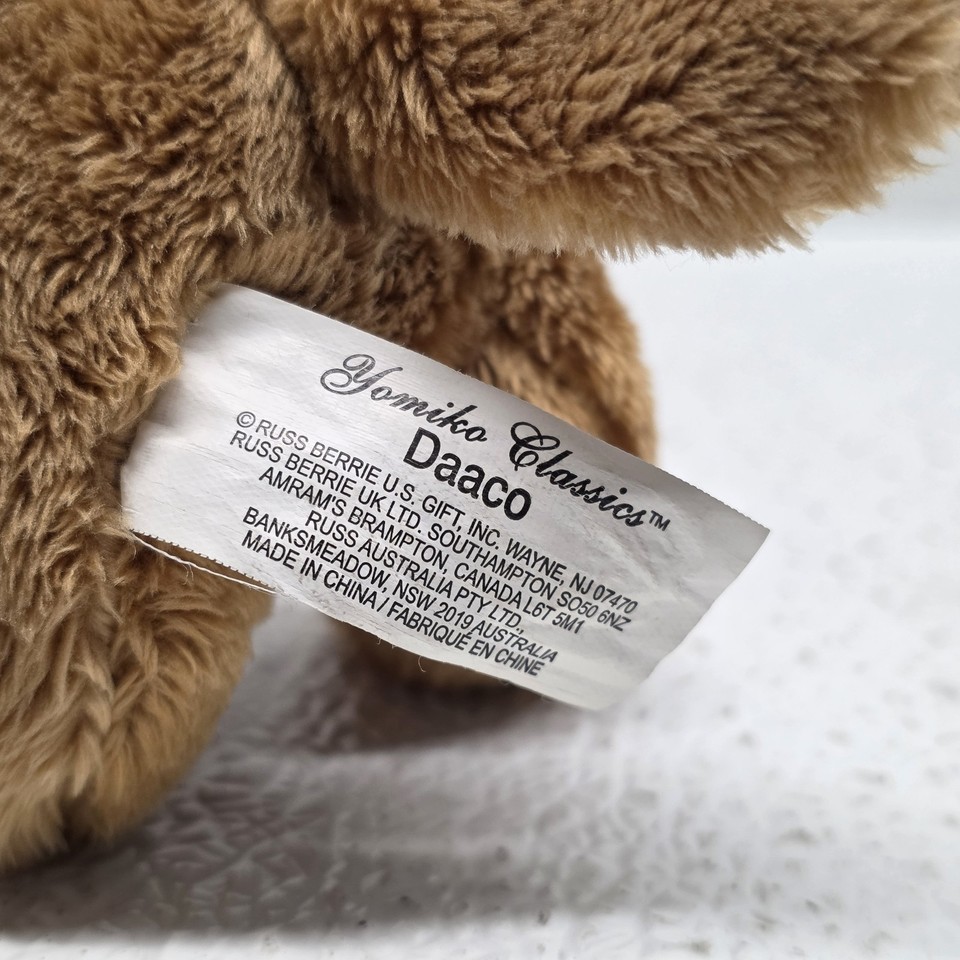 Yomiko Classics™
Daaco
© RUSS BERRIE U.S. GIFT, INC. WAYNE, NJ 07470
RUSS BERRIE UK LTD. SOUTHAMPTON SO50 6NZ
AMRAM'S BRAMPTON, CANADA L6T 5M1
RUSS AUSTRALIA PTY LTD.,
BANKSMEADOW, NSW 2019 AUSTRALIA
MADE IN CHINA / FABRIQUÉ EN CHINE